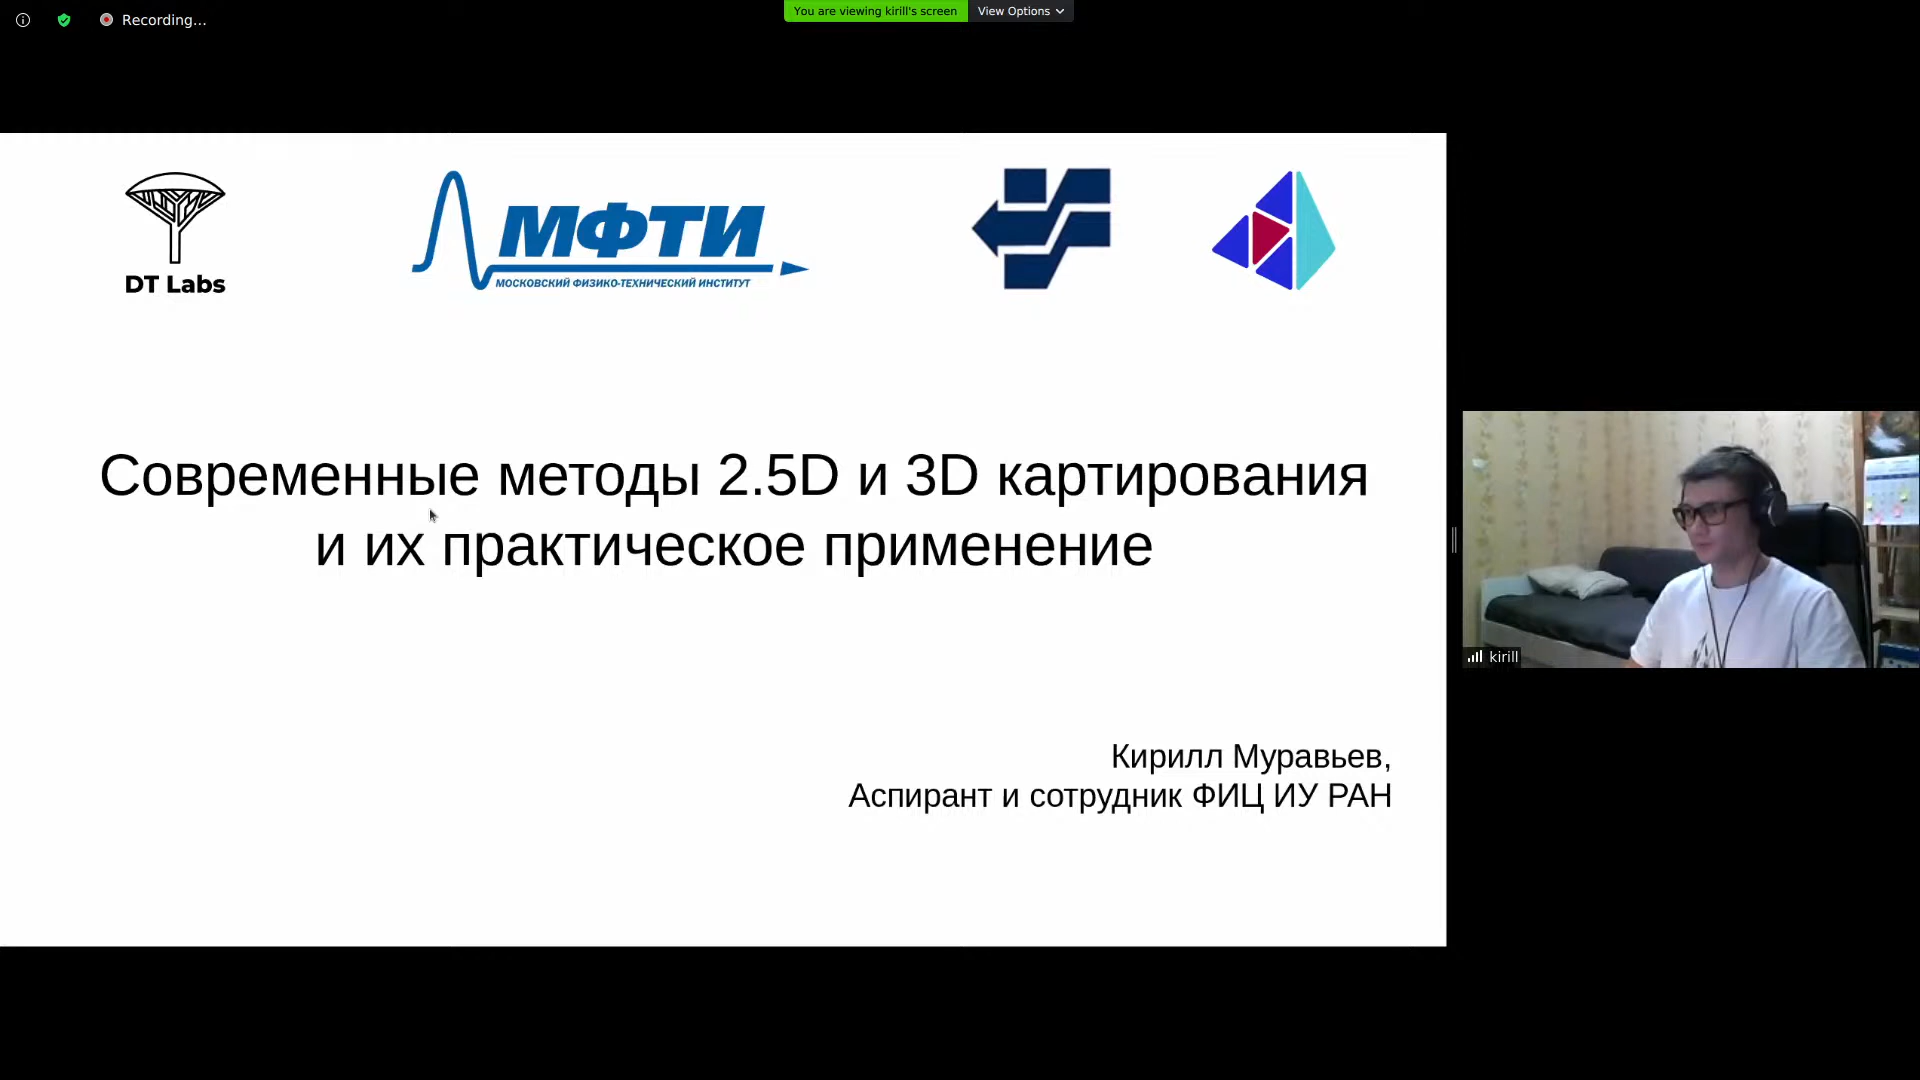 Recording...
You are viewing kirill's screen
View Options
DT Labs
МФТИ
МОСКОВСКИЙ ФИЗИКО-ТЕХНИЧЕСКИЙ ИНСТИТУТ
Современные методы 2.5D и 3D картирования
и их практическое применение
Кирилл Муравьев,
Аспирант и сотрудник ФИЦ ИУ РАН
kirill